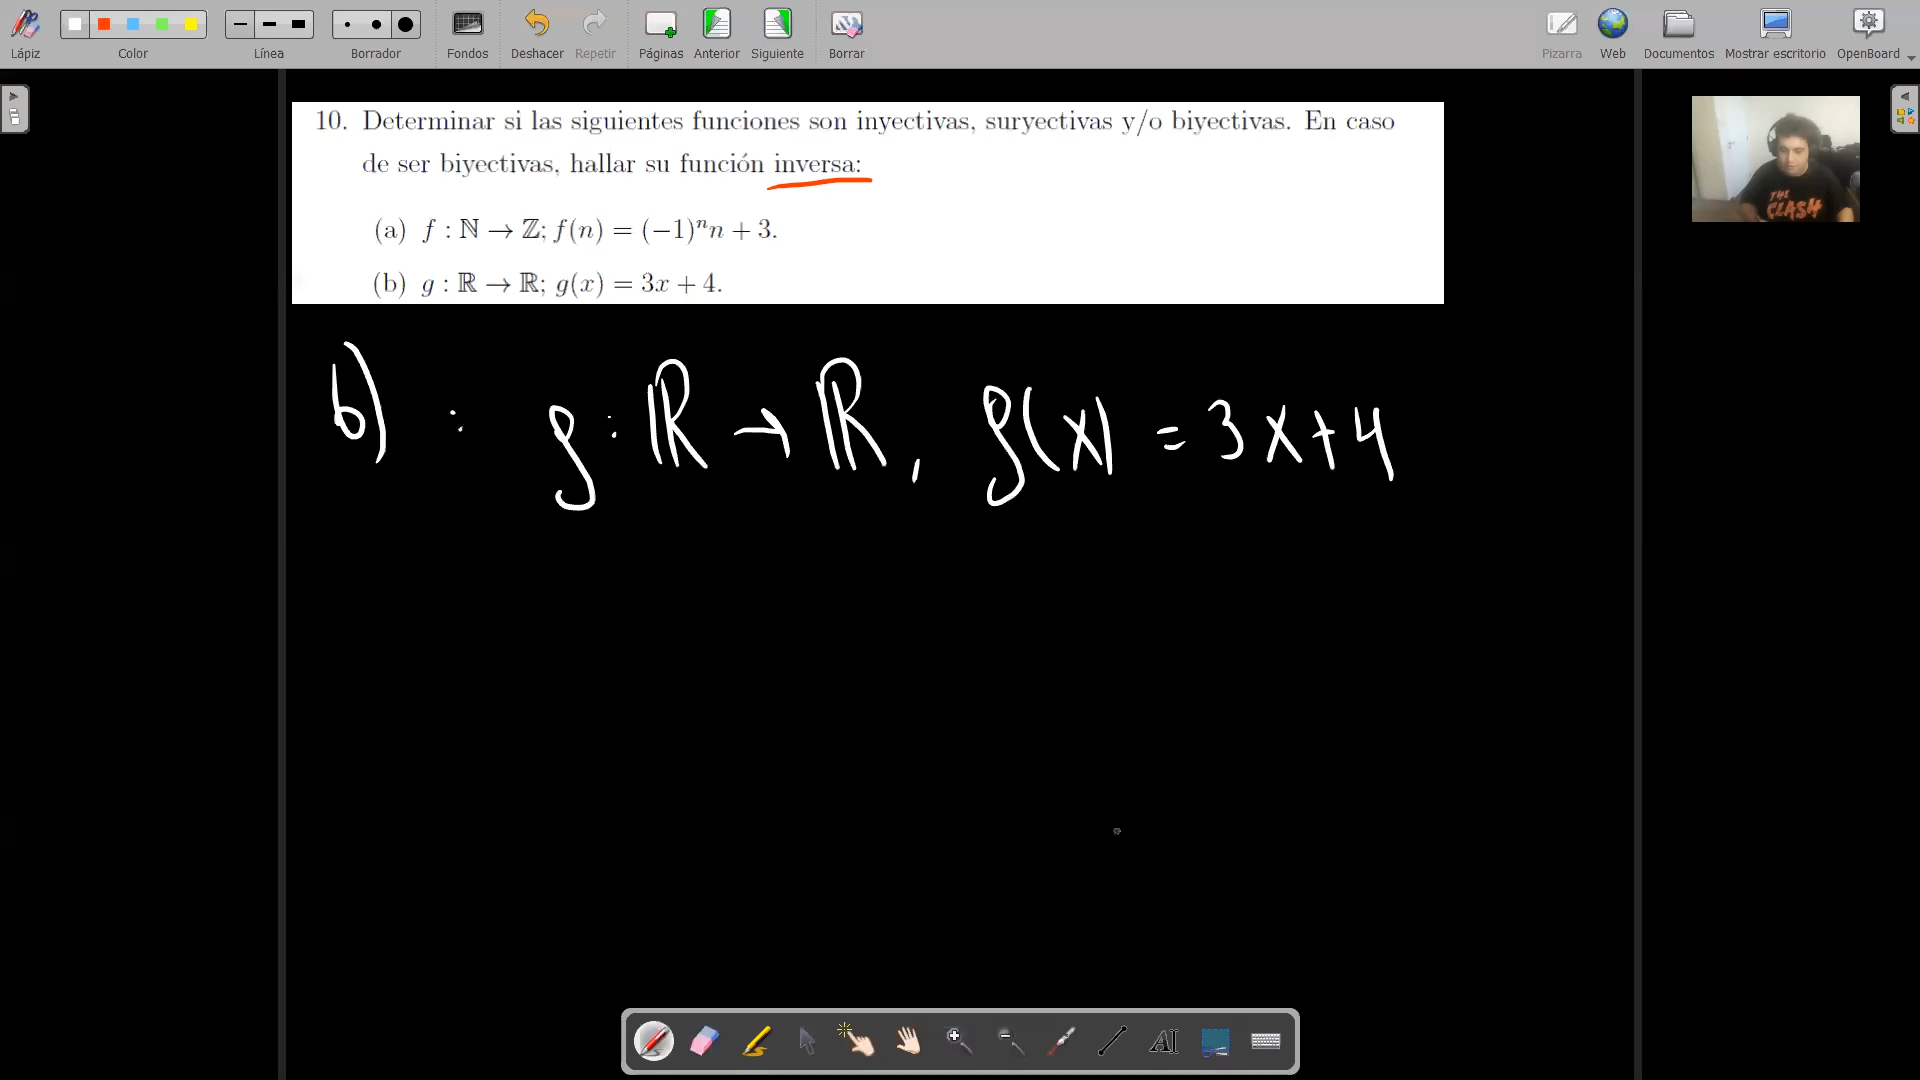 Lápiz Color Línea Borrador Fondos Deshacer Repetir Páginas Anterior Siguiente Borrar Pizarra Web Documentos Mostrar escritorio OpenBoard
10. Determinar si las siguientes funciones son inyectivas, suryectivas y/o biyectivas. En caso
de ser biyectivas, hallar su función inversa:
(a) f : ℕ → ℤ; f(n) = (−1)ⁿn + 3.
(b) g : ℝ → ℝ; g(x) = 3x + 4.
b) : g : ℝ → ℝ, g(x) = 3x+4
THE
CLASH
AI